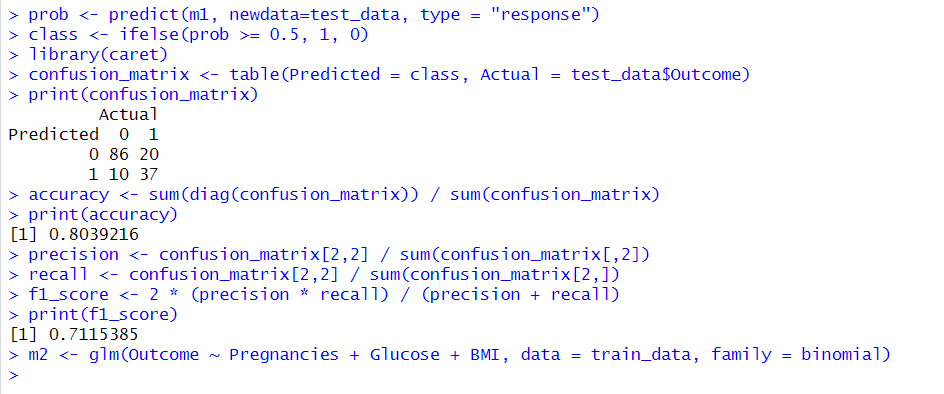 > prob <- predict(m1, newdata=test_data, type = "response")
> class <- ifelse(prob >= 0.5, 1, 0)
> library(caret)
> confusion_matrix <- table(Predicted = class, Actual = test_data$Outcome)
> print(confusion_matrix)
         Actual
Predicted  0  1
        0 86 20
        1 10 37
> accuracy <- sum(diag(confusion_matrix)) / sum(confusion_matrix)
> print(accuracy)
[1] 0.8039216
> precision <- confusion_matrix[2,2] / sum(confusion_matrix[,2])
> recall <- confusion_matrix[2,2] / sum(confusion_matrix[2,])
> f1_score <- 2 * (precision * recall) / (precision + recall)
> print(f1_score)
[1] 0.7115385
> m2 <- glm(Outcome ~ Pregnancies + Glucose + BMI, data = train_data, family = binomial)
>